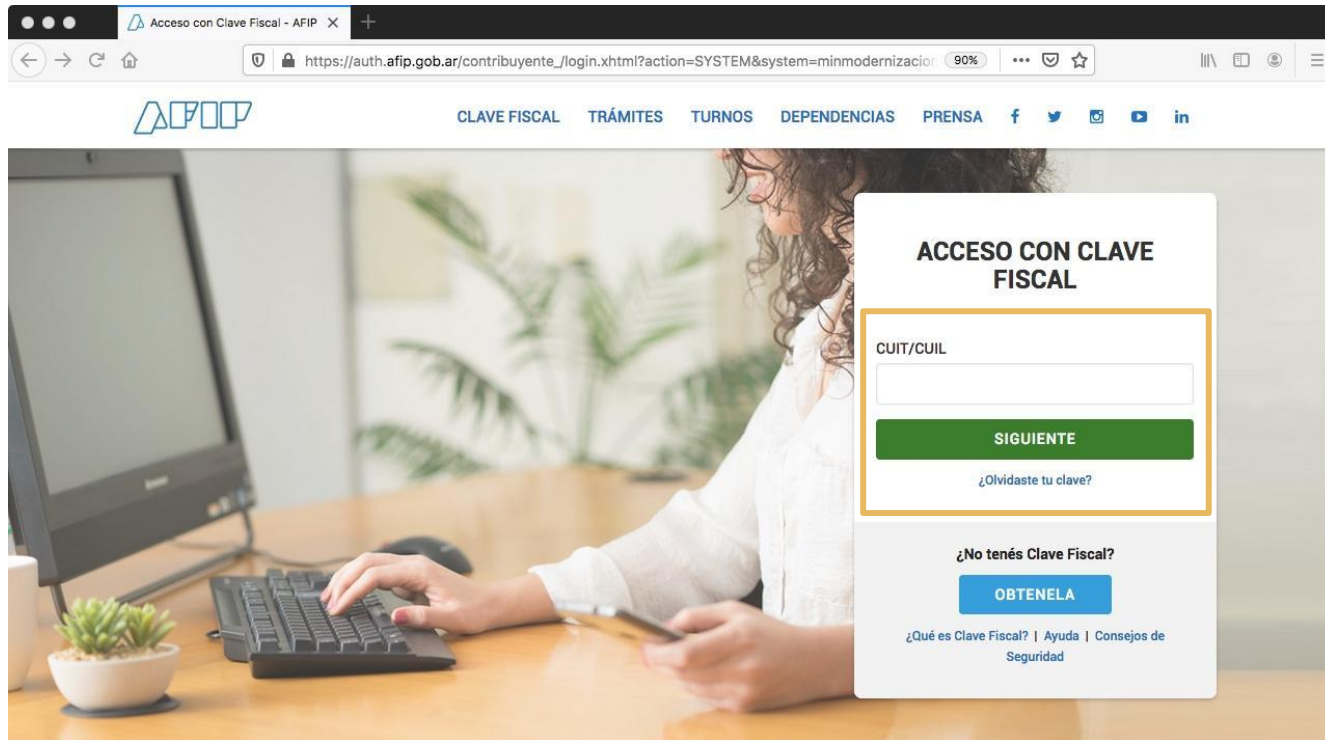 Acceso con Clave Fiscal - AFIP
https://auth.afip.gob.ar/contribuyente_/login.xhtml?action=SYSTEM&system=minmodernizacion 90%
AFIP CLAVE FISCAL TRÁMITES TURNOS DEPENDENCIAS PRENSA
ACCESO CON CLAVE
FISCAL
CUIT/CUIL
SIGUIENTE
¿Olvidaste tu clave?
¿No tenés Clave Fiscal?
OBTENELA
¿Qué es Clave Fiscal? | Ayuda | Consejos de
Seguridad